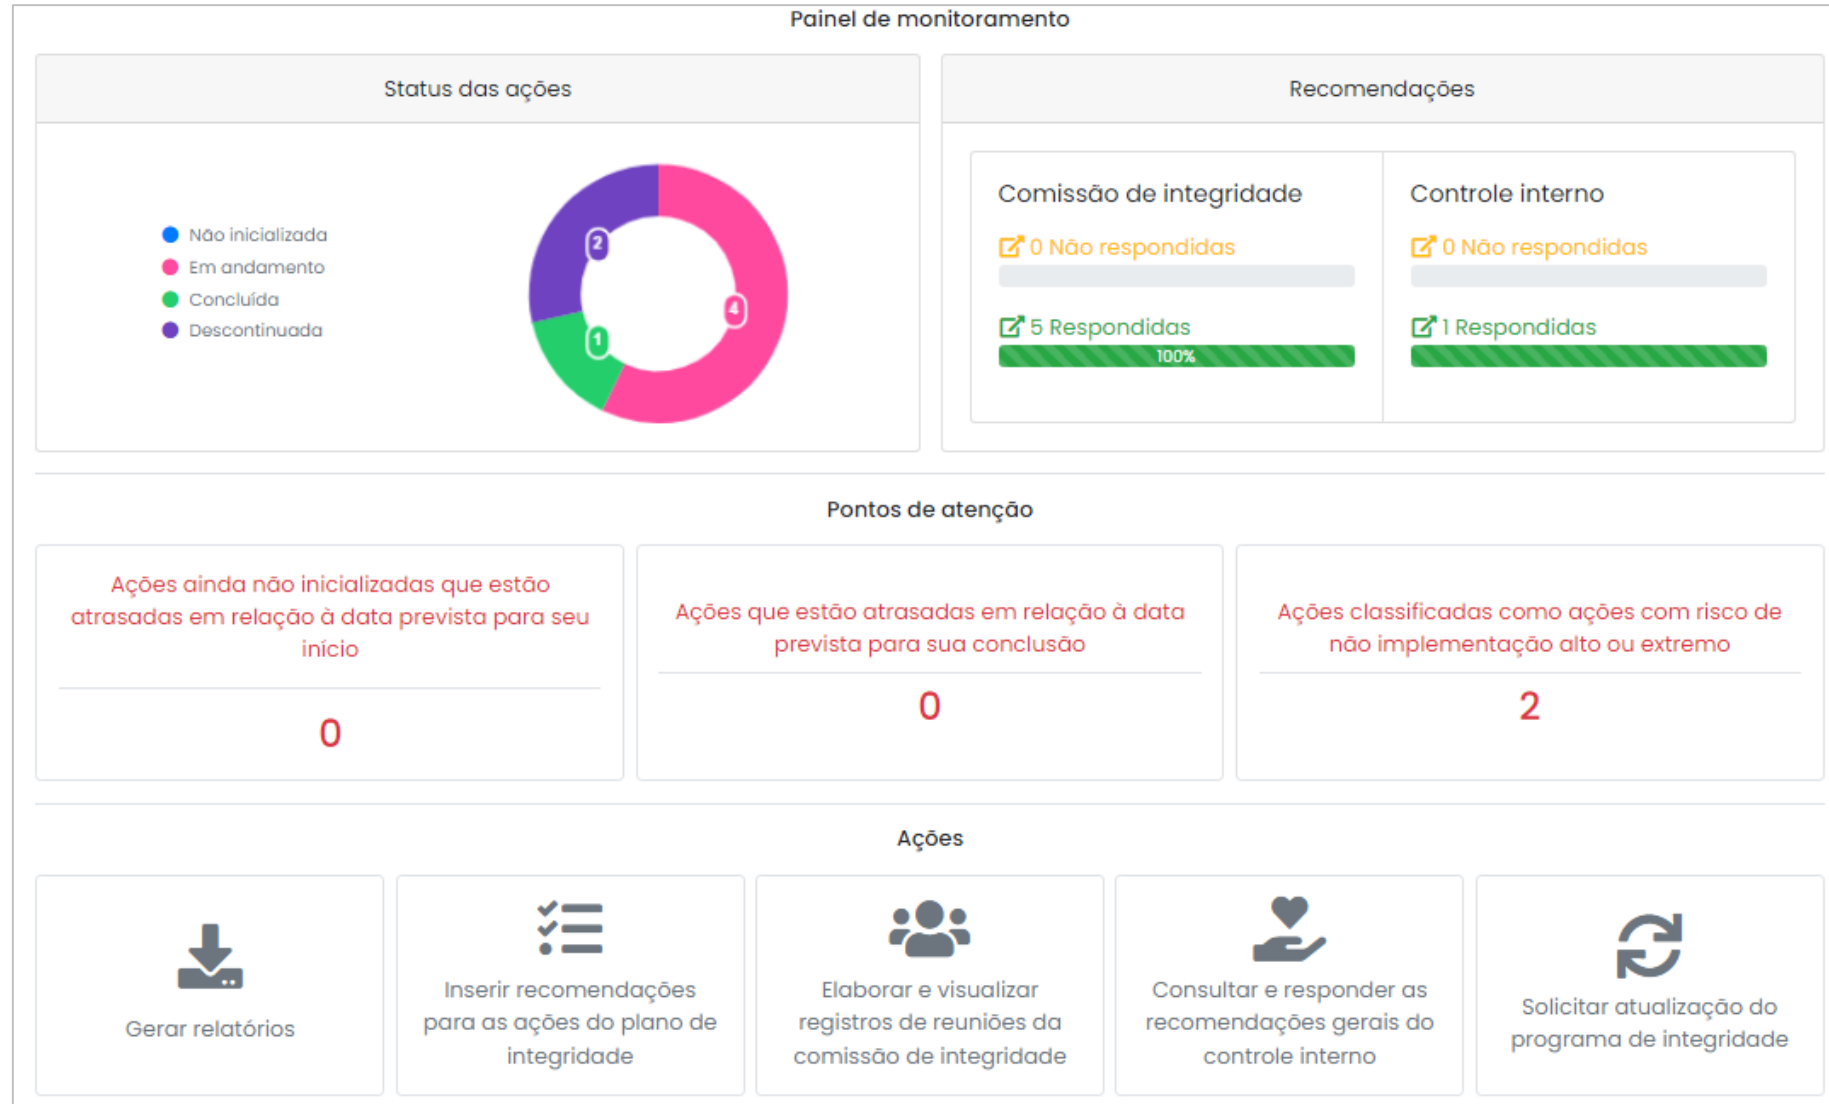 Painel de monitoramento
Status das ações
Não inicializada
Em andamento
Concluída
Descontinuada
2
4
1
Recomendações
Comissão de integridade
0 Não respondidas
5 Respondidas
100%
Controle interno
0 Não respondidas
1 Respondidas
Pontos de atenção
Ações ainda não inicializadas que estão
atrasadas em relação à data prevista para seu
início
0
Ações que estão atrasadas em relação à data
prevista para sua conclusão
0
Ações classificadas como ações com risco de
não implementação alto ou extremo
2
Ações
Gerar relatórios
Inserir recomendações
para as ações do plano de
integridade
Elaborar e visualizar
registros de reuniões da
comissão de integridade
Consultar e responder as
recomendações gerais do
controle interno
Solicitar atualização do
programa de integridade